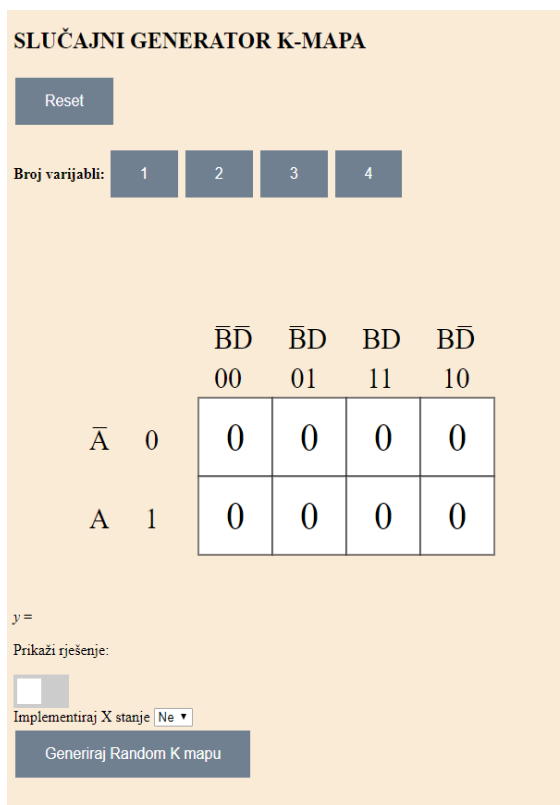 SLUČAJNI GENERATOR K-MAPA
Reset
Broj varijabli: 1 2 3 4
B̅D̅ B̅D BD BD̅
00 01 11 10
A̅ 0 0 0 0 0
A 1 0 0 0 0
y =
Prikaži rješenje:
Implementiraj X stanje Ne
Generiraj Random K mapu